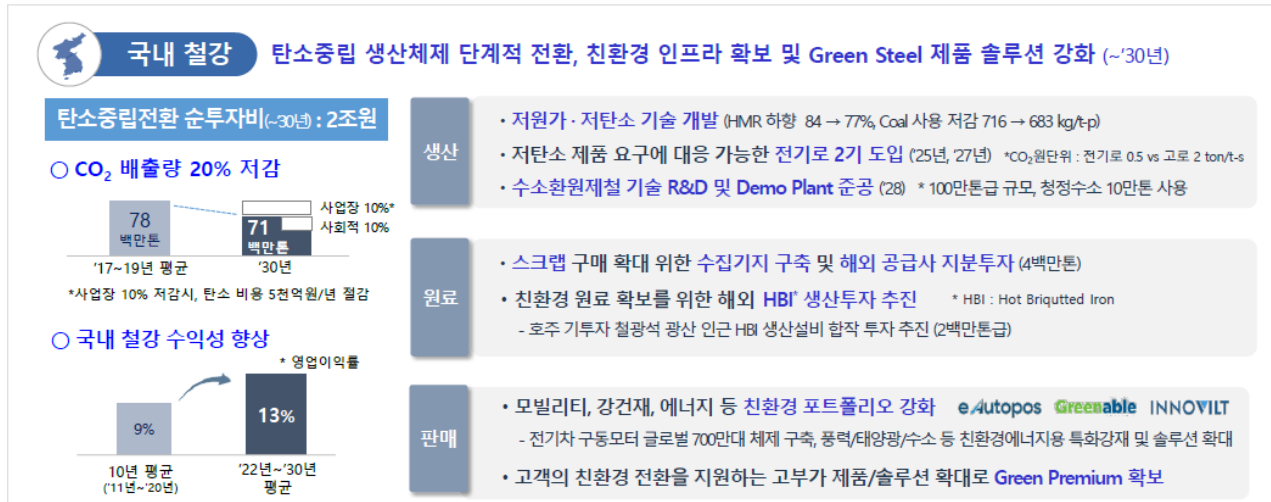 국내 철강
탄소중립 생산체제 단계적 전환, 친환경 인프라 확보 및 Green Steel 제품 솔루션 강화 (~'30년)
탄소중립전환 순투자비(~30년) : 2조원
○ CO₂ 배출량 20% 저감
78
백만톤
71
백만톤
사업장 10%*
사회적 10%
'17~19년 평균
'30년
*사업장 10% 저감시, 탄소 비용 5천억원/년 절감
○ 국내 철강 수익성 향상
* 영업이익률
9%
13%
10년 평균
('11년~'20년)
'22년~'30년
평균
생산
• 저원가 · 저탄소 기술 개발 (HMR 하향 84 → 77%, Coal 사용 저감 716 → 683 kg/t-p)
• 저탄소 제품 요구에 대응 가능한 전기로 2기 도입 ('25년, '27년) *CO₂원단위 : 전기로 0.5 vs 고로 2 ton/t-s
• 수소환원제철 기술 R&D 및 Demo Plant 준공 ('28) * 100만톤급 규모, 청정수소 10만톤 사용
원료
• 스크랩 구매 확대 위한 수집기지 구축 및 해외 공급사 지분투자 (4백만톤)
• 친환경 원료 확보를 위한 해외 HBI* 생산투자 추진 * HBI : Hot Briqutted Iron
- 호주 기투자 철광석 광산 인근 HBI 생산설비 합작 투자 추진 (2백만톤급)
판매
• 모빌리티, 강건재, 에너지 등 친환경 포트폴리오 강화 e Autopos Greenable INNOVILT
- 전기차 구동모터 글로벌 700만대 체제 구축, 풍력/태양광/수소 등 친환경에너지용 특화강재 및 솔루션 확대
• 고객의 친환경 전환을 지원하는 고부가 제품/솔루션 확대로 Green Premium 확보